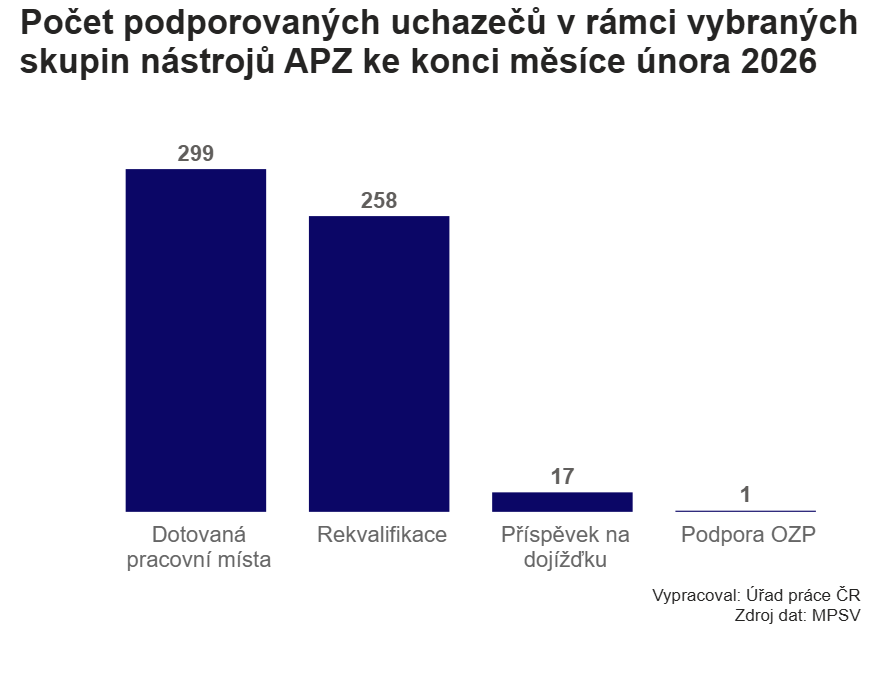 Počet podporovaných uchazečů v rámci vybraných
skupin nástrojů APZ ke konci měsíce února 2026
299
258
17
1
Dotovaná
pracovní místa
Rekvalifikace
Příspěvek na
dojížďku
Podpora OZP
Vypracoval: Úřad práce ČR
Zdroj dat: MPSV